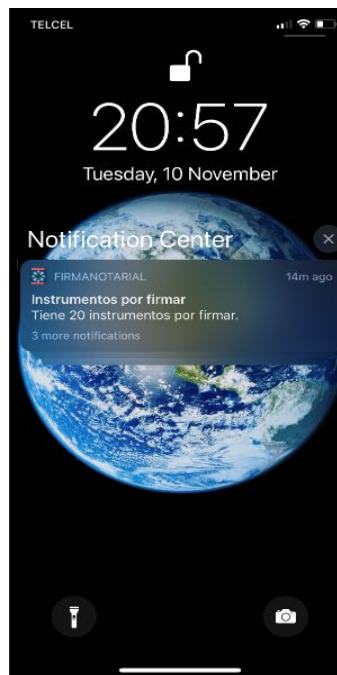 TELCEL
20:57
Tuesday, 10 November
Notification Center
FIRMANOTARIAL 14m ago
Instrumentos por firmar
Tiene 20 instrumentos por firmar.
3 more notifications